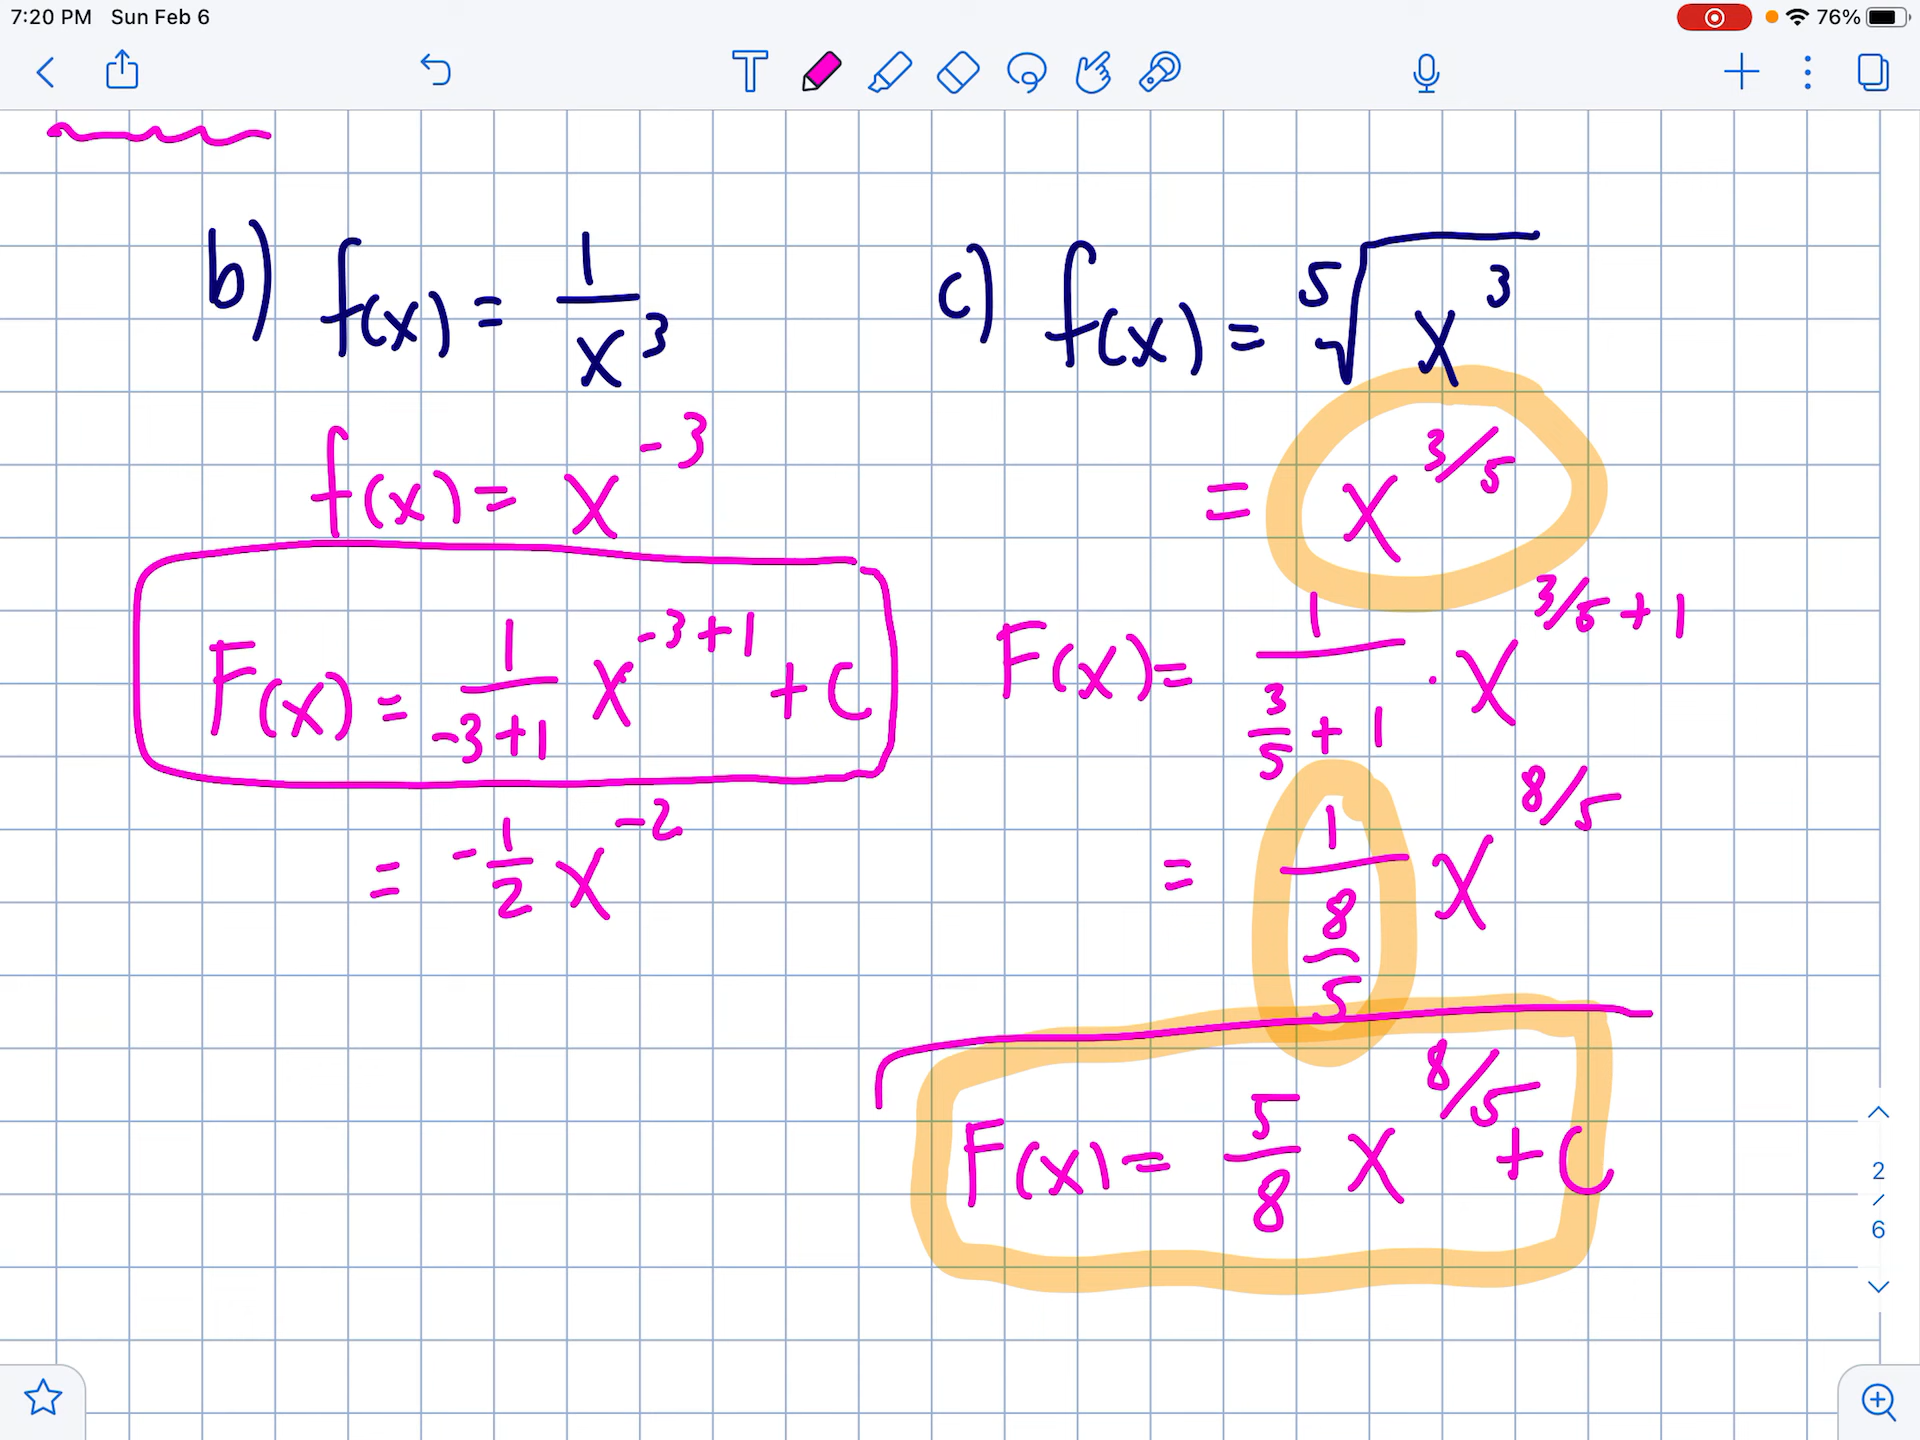 7:20 PM Sun Feb 6
76%
T
b) f(x) = 1/x³
f(x) = x^-3
F(x) = 1/(-3+1) x^(-3+1) + C
= -1/2 x^-2
c) f(x) = ⁵√x³
= x^3/5
F(x) = 1/(3/5 + 1) · x^(3/5 + 1)
= 1/(8/5) x^8/5
F(x) = 5/8 x^8/5 + C
2
/
6